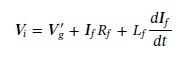 V_i = V'_g + I_f R_f + L_f dI_f/dt